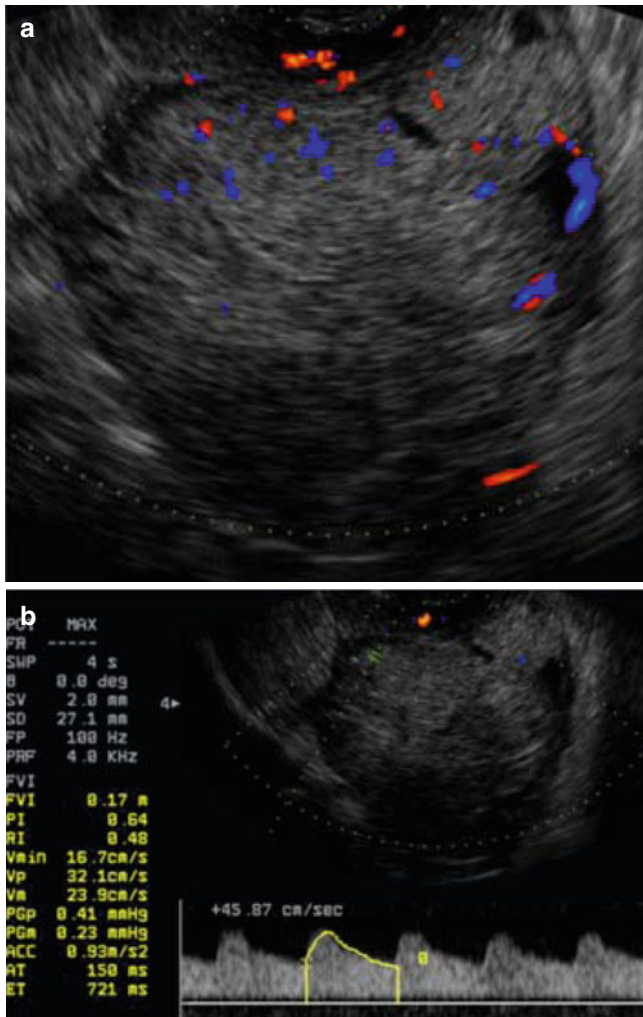 a
b
MAX
FR -----
SWP 4 s
θ 0.0 deg
SV 2.0 mm
SD 27.1 mm
FP 100 Hz
PRF 4.0 KHz
4
FVI
FVI 0.17 m
PI 0.64
RI 0.48
Vmin 16.7cm/s
Vp 32.1cm/s
Vm 23.9cm/s
PGp 0.41 mmHg
PGm 0.23 mmHg
ACC 0.93m/s2
AT 150 ms
ET 721 ms
+45.87 cm/sec
0